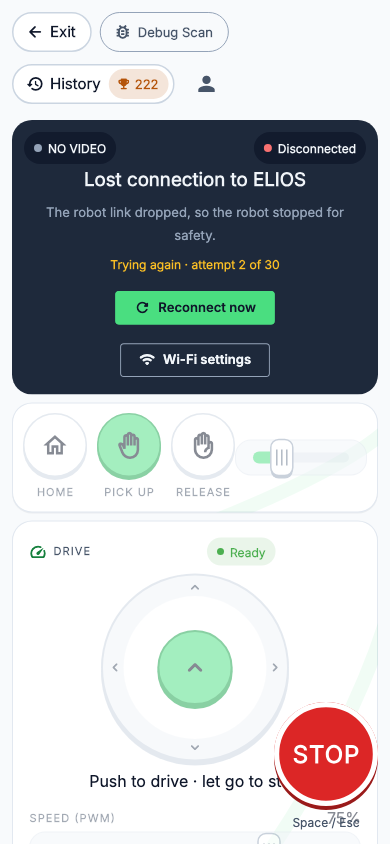 Exit
Debug Scan
History
222
NO VIDEO
Disconnected
Lost connection to ELIOS
The robot link dropped, so the robot stopped for
safety.
Trying again · attempt 2 of 30
Reconnect now
Wi-Fi settings
HOME
PICK UP
RELEASE
DRIVE
Ready
Push to drive · let go to st
STOP
SPEED (PWM)
75%
Space / Esc